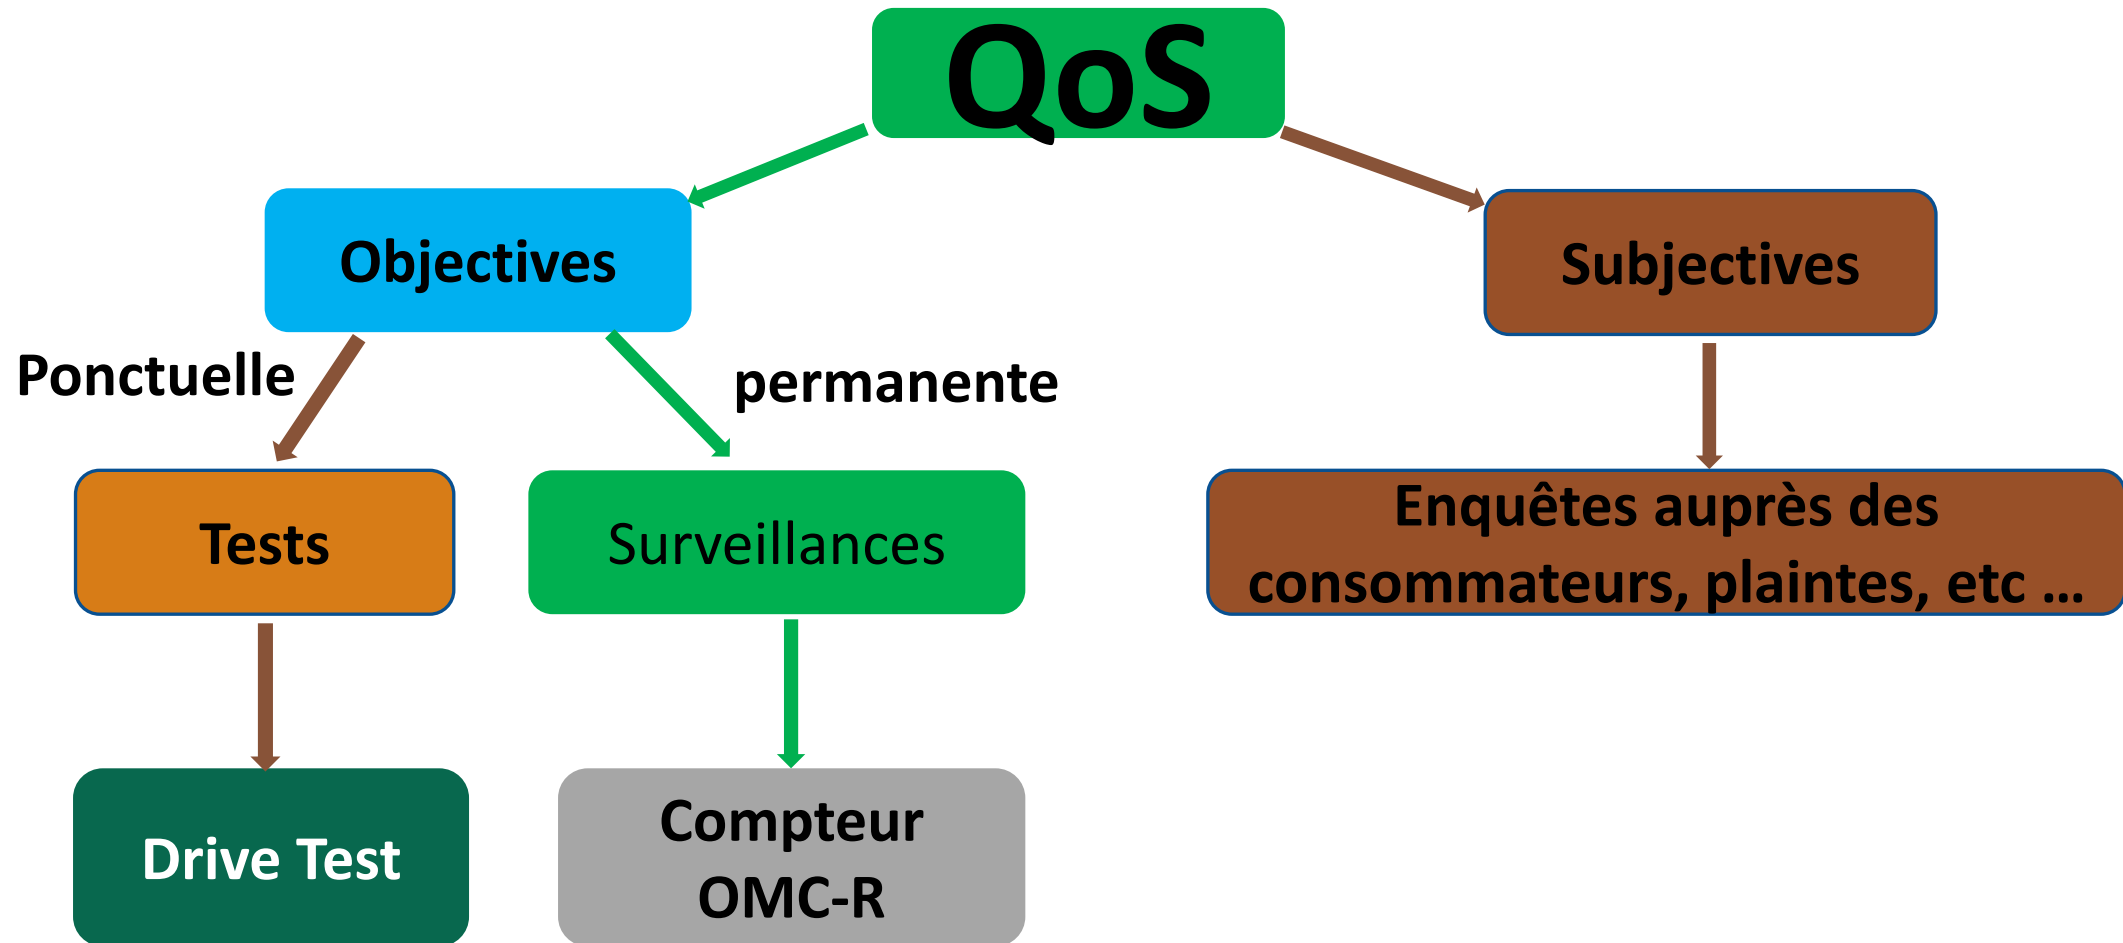 QoS
Objectives
Subjectives
Ponctuelle
permanente
Tests
Surveillances
Enquêtes auprès des
consommateurs, plaintes, etc ...
Drive Test
Compteur
OMC-R